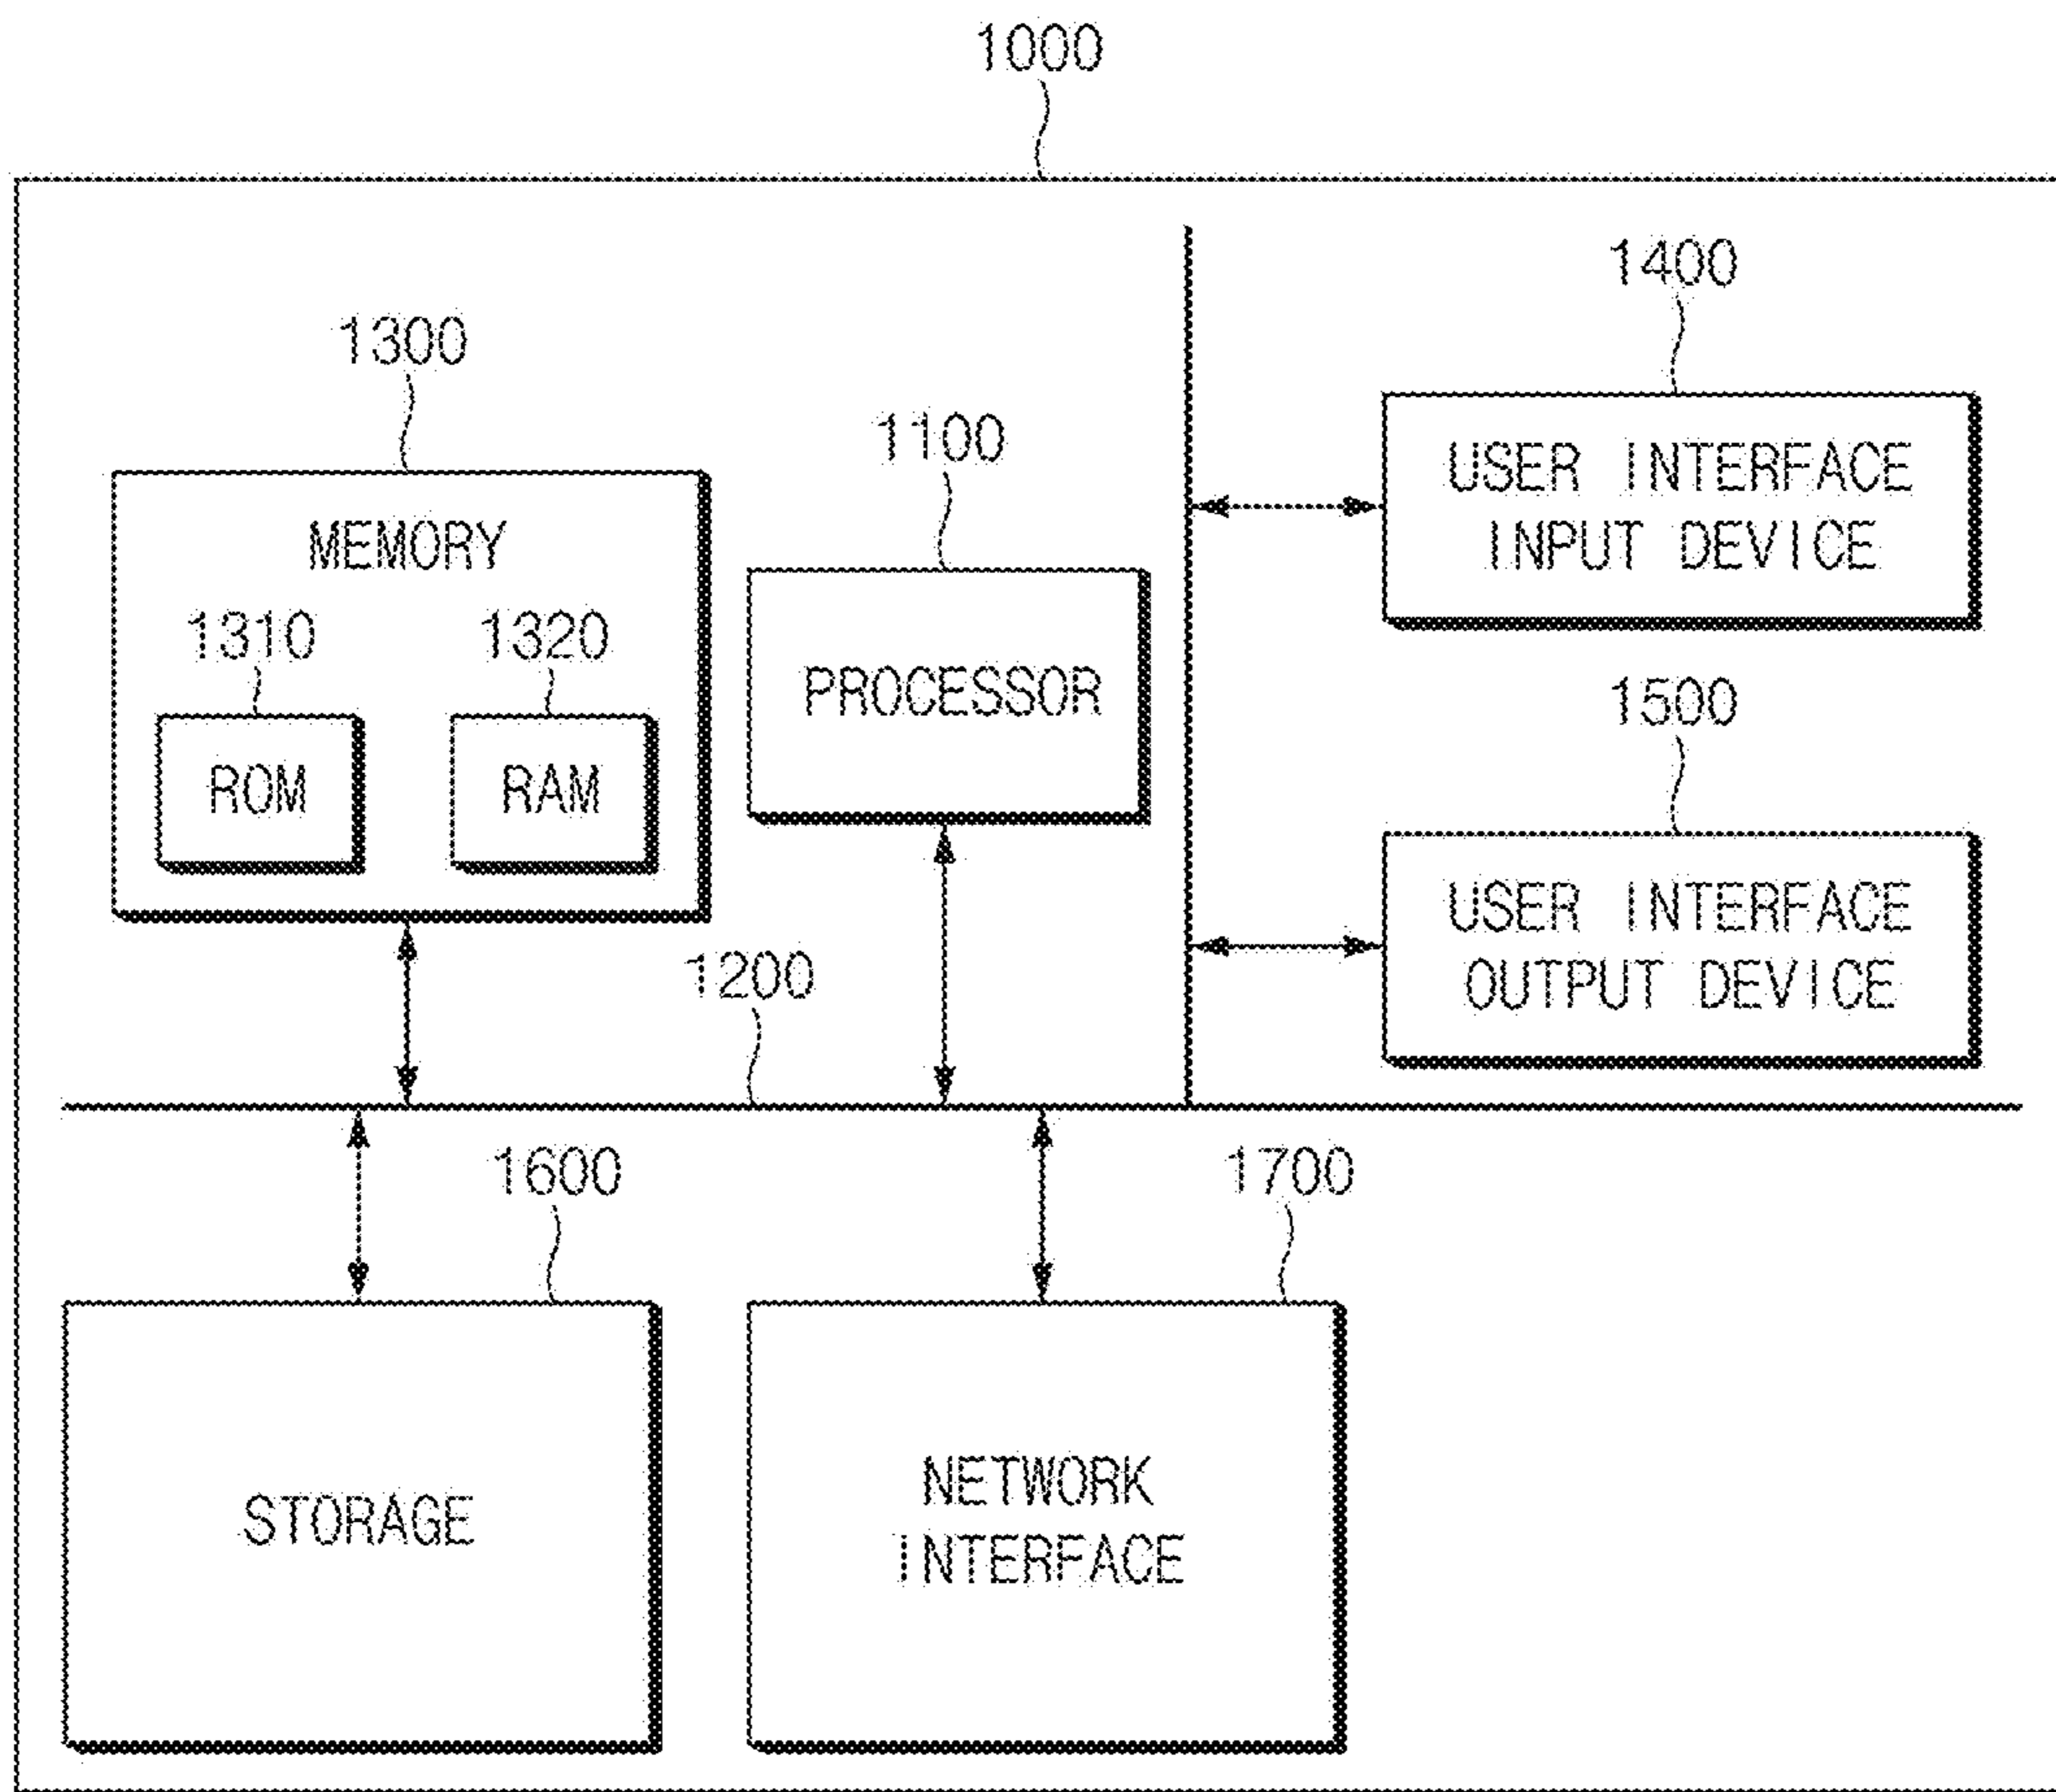 1000
1400
1300
1100
USER INTERFACE
INPUT DEVICE
MEMORY
1310
1320
PROCESSOR
1500
ROM
RAM
USER INTERFACE
OUTPUT DEVICE
1200
1600
1700
STORAGE
NETWORK
INTERFACE